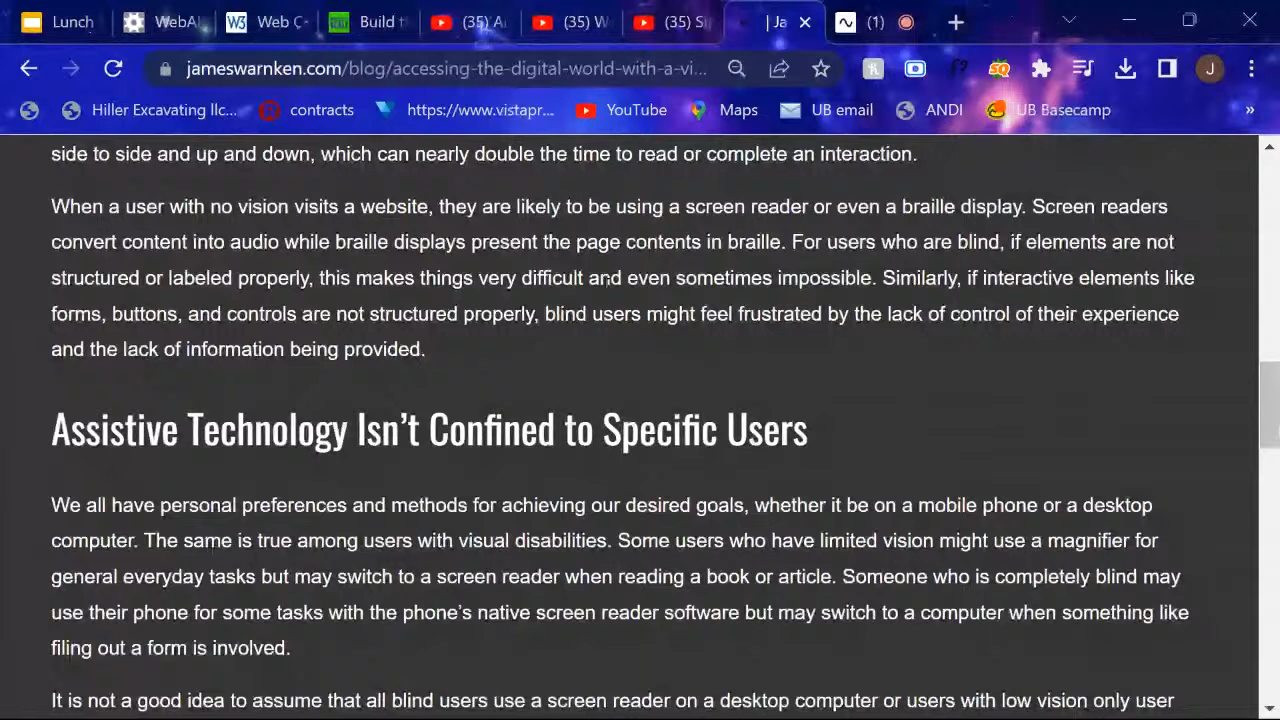 Lunch
WebAI
Web C
Build t
(35) A
(35) W
(35) Si
| Ja
(1)
jameswarnken.com/blog/accessing-the-digital-world-with-a-vi...
J
Hiller Excavating llc...
contracts
https://www.vistapr...
YouTube
Maps
UB email
ANDI
UB Basecamp
»
side to side and up and down, which can nearly double the time to read or complete an interaction.
When a user with no vision visits a website, they are likely to be using a screen reader or even a braille display. Screen readers
convert content into audio while braille displays present the page contents in braille. For users who are blind, if elements are not
structured or labeled properly, this makes things very difficult and even sometimes impossible. Similarly, if interactive elements like
forms, buttons, and controls are not structured properly, blind users might feel frustrated by the lack of control of their experience
and the lack of information being provided.
Assistive Technology Isn’t Confined to Specific Users
We all have personal preferences and methods for achieving our desired goals, whether it be on a mobile phone or a desktop
computer. The same is true among users with visual disabilities. Some users who have limited vision might use a magnifier for
general everyday tasks but may switch to a screen reader when reading a book or article. Someone who is completely blind may
use their phone for some tasks with the phone’s native screen reader software but may switch to a computer when something like
filing out a form is involved.
It is not a good idea to assume that all blind users use a screen reader on a desktop computer or users with low vision only user